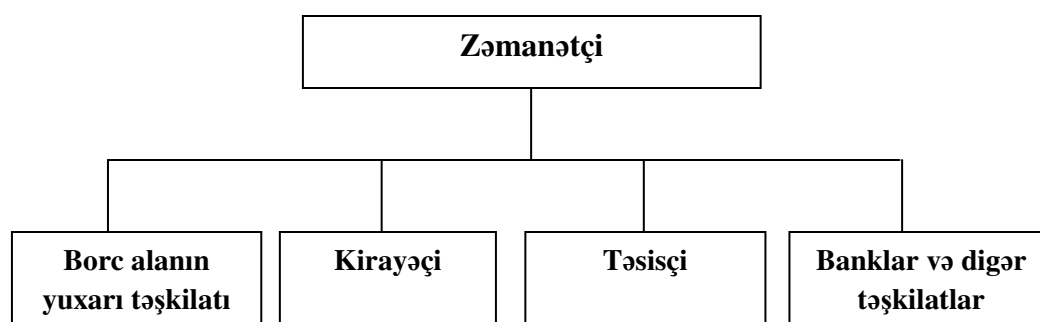 Zəmanətçi
Borc alanın
yuxarı təşkilatı
Kirayəçi
Təsisçi
Banklar və digər
təşkilatlar